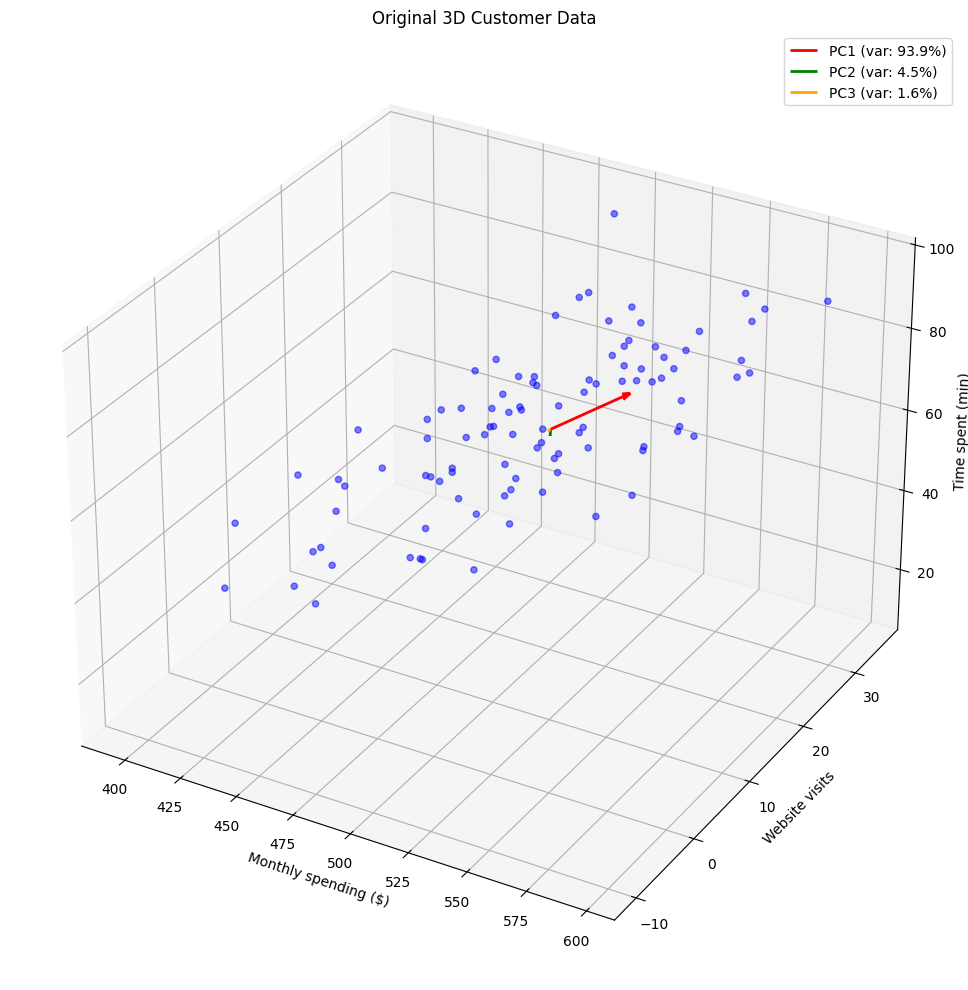 Original 3D Customer Data
PC1 (var: 93.9%)
PC2 (var: 4.5%)
PC3 (var: 1.6%)
100
80
60
40
20
Time spent (min)
30
20
10
0
−10
Website visits
400
425
450
475
500
525
550
575
600
Monthly spending ($)